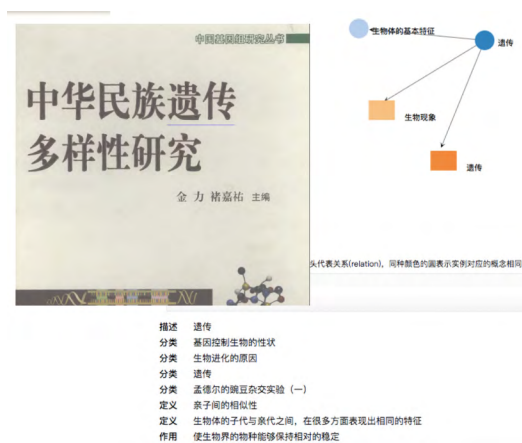 中国基因组研究丛书
中华民族遗传
多样性研究
金 力 褚嘉祐 主编
生物体的基本特征
遗传
生物现象
遗传
头代表关系(relation)，同种颜色的圆表示实例对应的概念相同
描述 遗传
分类 基因控制生物的性状
分类 生物进化的原因
分类 遗传
分类 孟德尔的豌豆杂交实验（一）
定义 亲子间的相似性
定义 生物体的子代与亲代之间，在很多方面表现出相同的特征
作用 使生物界的物种能够保持相对的稳定